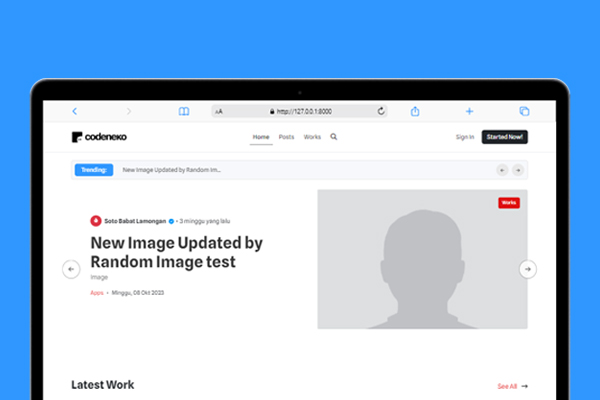 AA http://127.0.0.1:8000
codeneko Home Posts Works Sign In Started Now!
Trending: New Image Updated by Random Im...
Works
Soto Babat Lamongan • 3 minggu yang lalu
New Image Updated by
Random Image test
Image
Apps • Minggu, 08 Okt 2023
Latest Work See All →